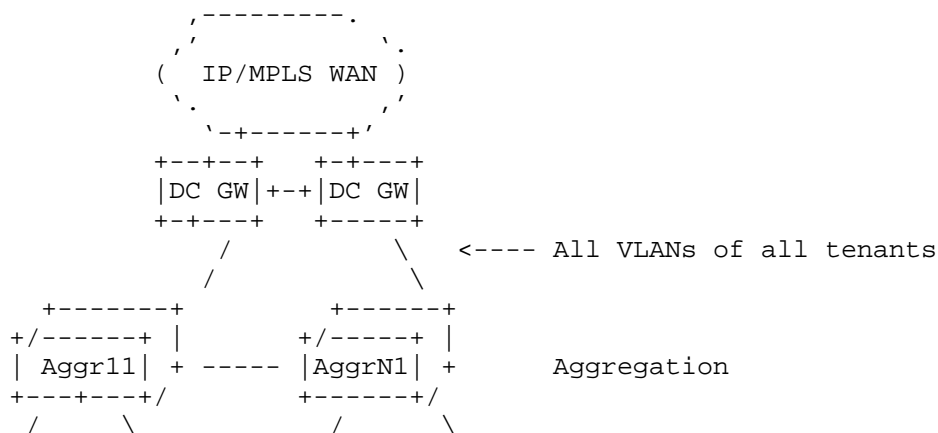 IP/MPLS WAN
DC GW DC GW
<---- All VLANs of all tenants
Aggr11 AggrN1 Aggregation